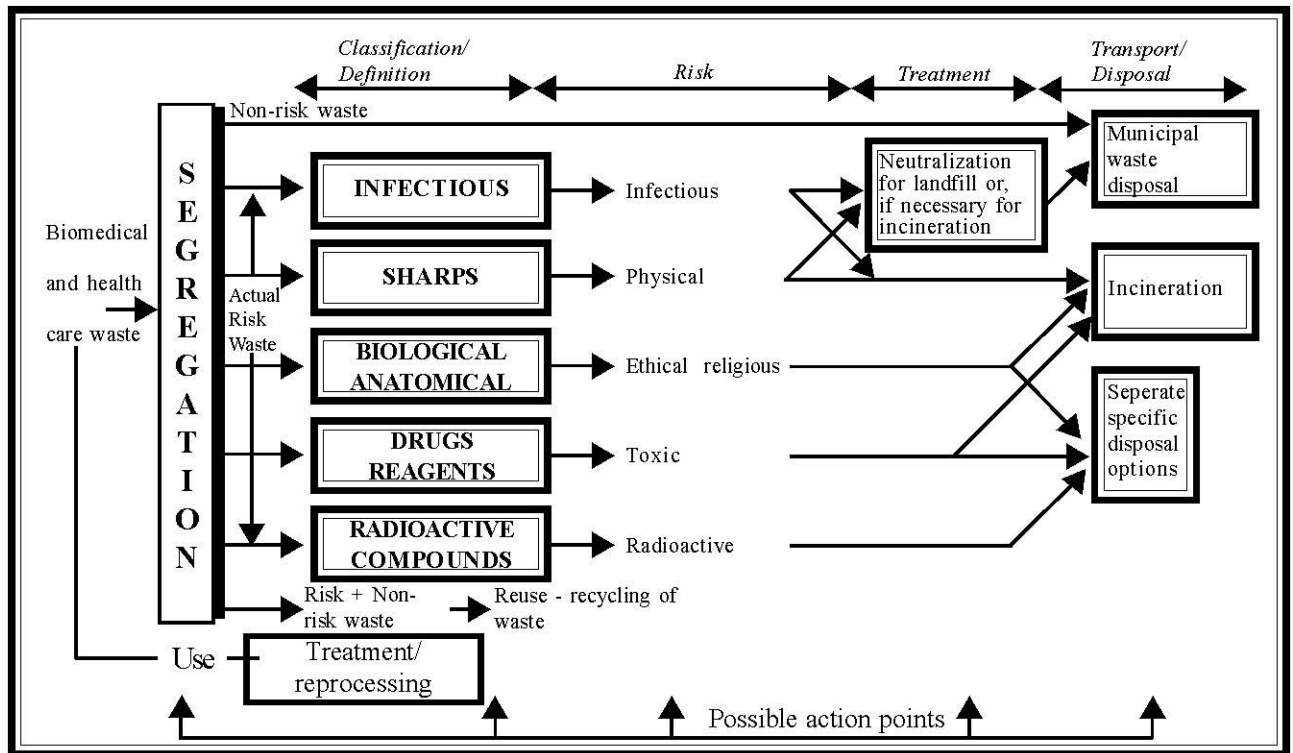 Classification/
Definition
Risk
Treatment
Transport/
Disposal
Non-risk waste
SEGREGATION
Biomedical
and health
care waste
Actual
Risk
Waste
INFECTIOUS
Infectious
Neutralization
for landfill or,
if necessary for
incineration
Municipal
waste
disposal
SHARPS
Physical
Incineration
BIOLOGICAL
ANATOMICAL
Ethical religious
DRUGS
REAGENTS
Toxic
Seperate
specific
disposal
options
RADIOACTIVE
COMPOUNDS
Radioactive
Risk + Non-
risk waste
Reuse - recycling of
waste
Use
Treatment/
reprocessing
Possible action points